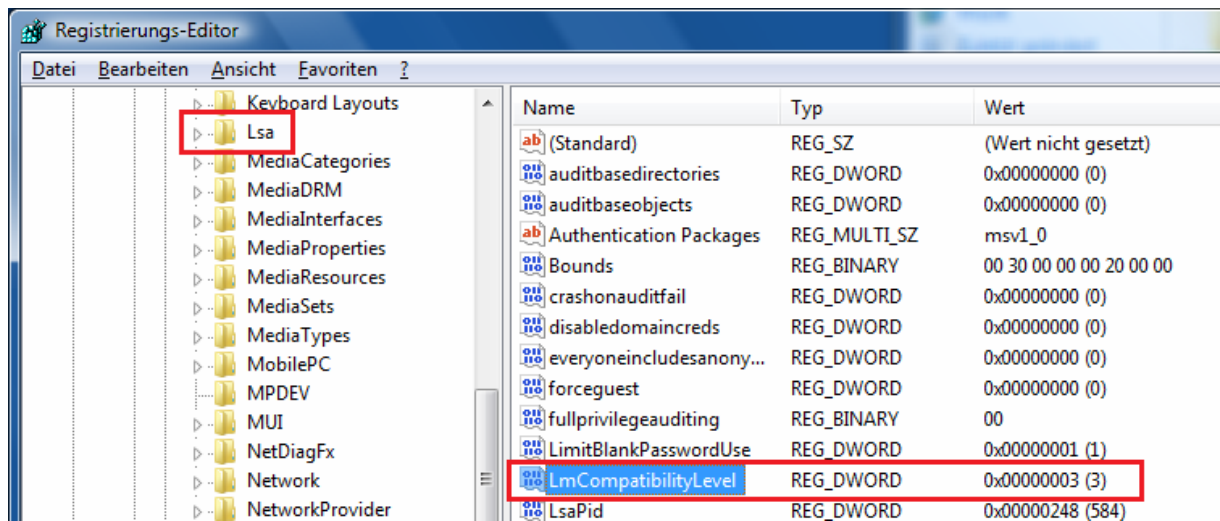 Registrierungs-Editor
Datei Bearbeiten Ansicht Favoriten ?
Keyboard Layouts
Lsa
MediaCategories
MediaDRM
MediaInterfaces
MediaProperties
MediaResources
MediaSets
MediaTypes
MobilePC
MPDEV
MUI
NetDiagFx
Network
NetworkProvider
Name Typ Wert
(Standard) REG_SZ (Wert nicht gesetzt)
auditbasedirectories REG_DWORD 0x00000000 (0)
auditbaseobjects REG_DWORD 0x00000000 (0)
Authentication Packages REG_MULTI_SZ msv1_0
Bounds REG_BINARY 00 30 00 00 00 20 00 00
crashonauditfail REG_DWORD 0x00000000 (0)
disabledomaincreds REG_DWORD 0x00000000 (0)
everyoneincludesanony... REG_DWORD 0x00000000 (0)
forceguest REG_DWORD 0x00000000 (0)
fullprivilegeauditing REG_BINARY 00
LimitBlankPasswordUse REG_DWORD 0x00000001 (1)
LmCompatibilityLevel REG_DWORD 0x00000003 (3)
LsaPid REG_DWORD 0x00000248 (584)